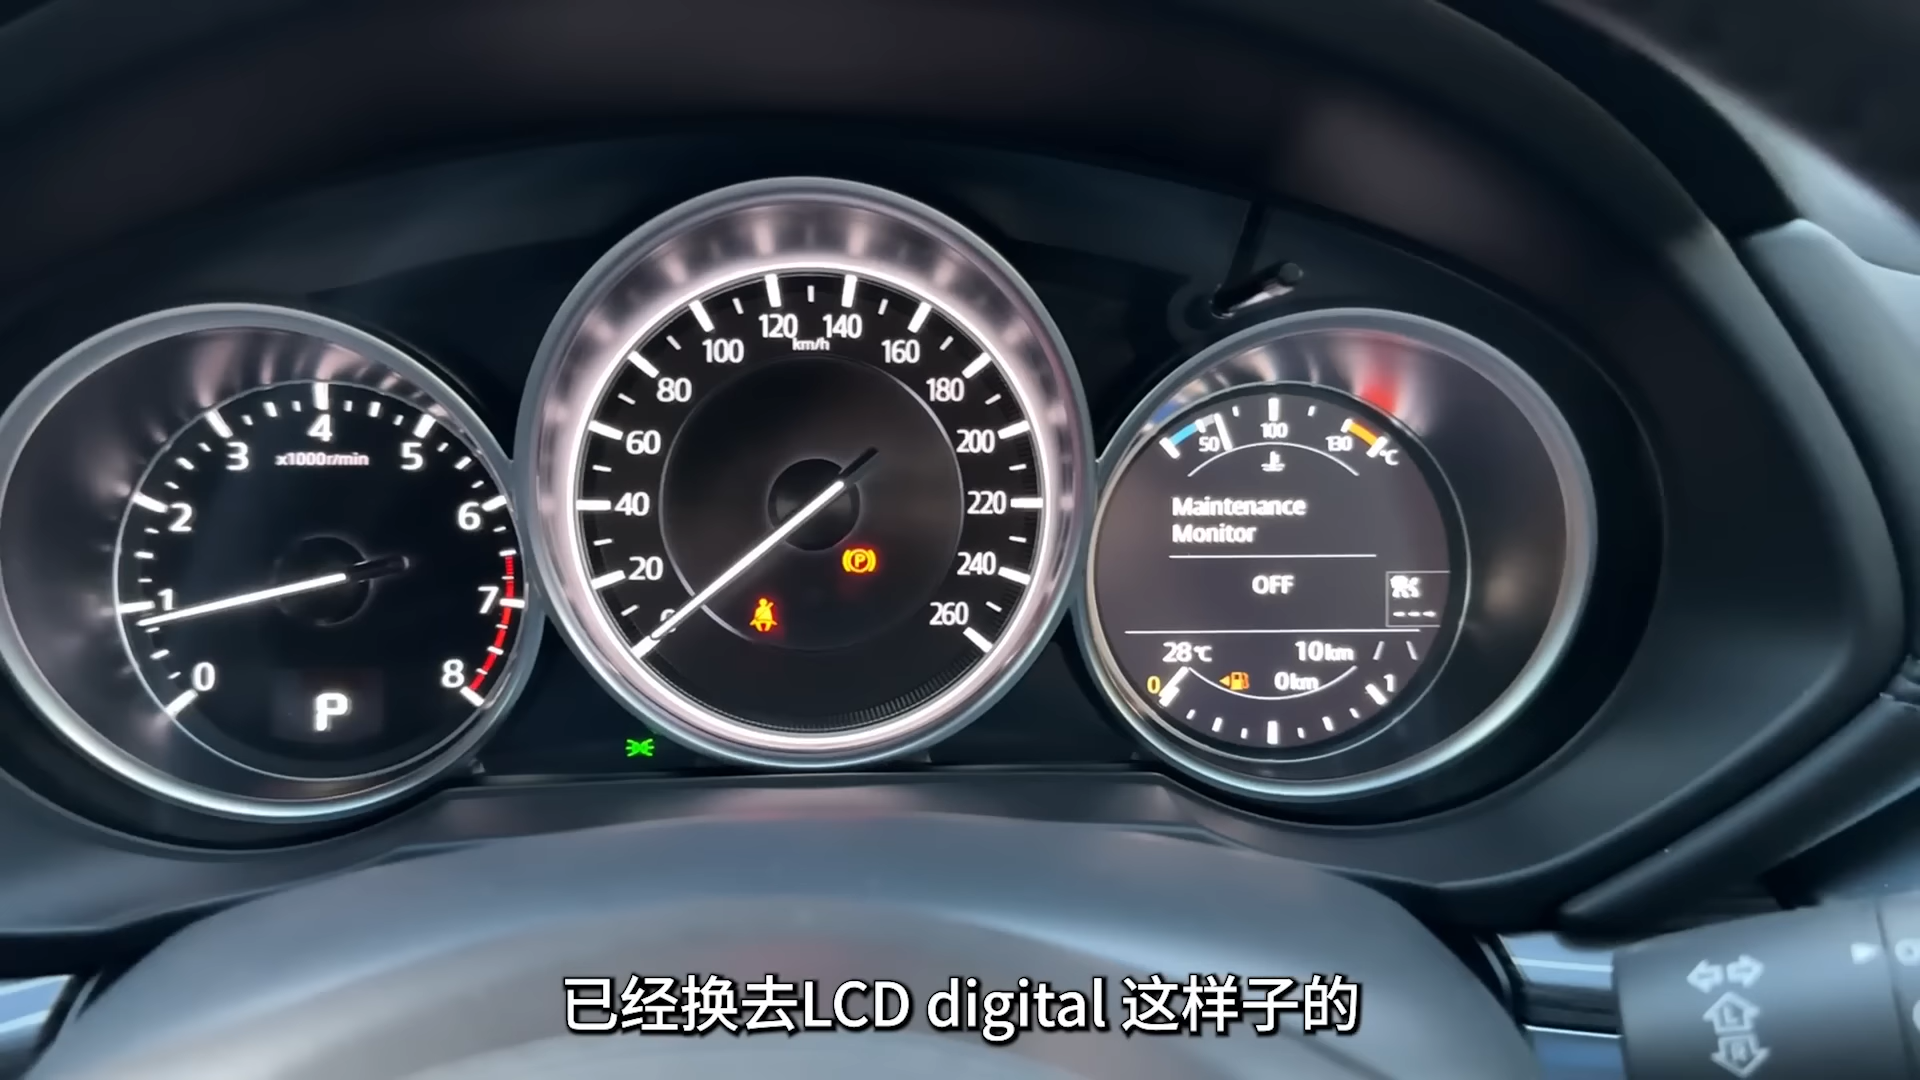 0
1
2
3
4
5
6
7
8
x1000r/min
P
0
20
40
60
80
100
120
140
160
180
200
220
240
260
km/h
P
50
100
130
℃
Maintenance
Monitor
OFF
---
28℃
10km
0km
0
1
L
R
已经换去LCD digital 这样子的